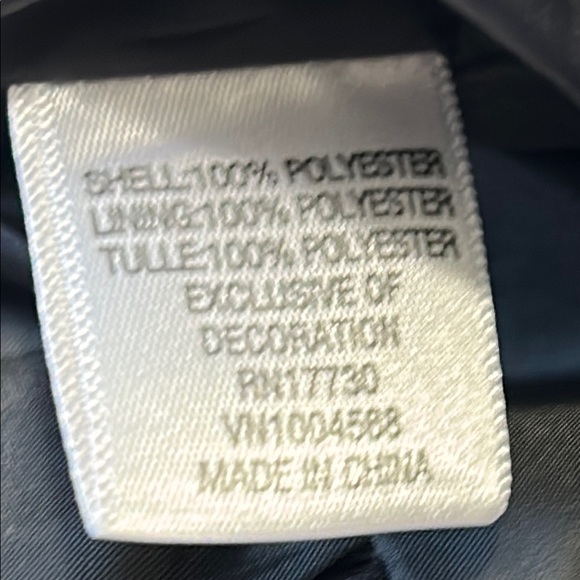 SHELL:100% POLYESTER
LINING:100% POLYESTER
TULLE:100% POLYESTER
EXCLUSIVE OF
DECORATION
RN17730
VN1004588
MADE IN CHINA